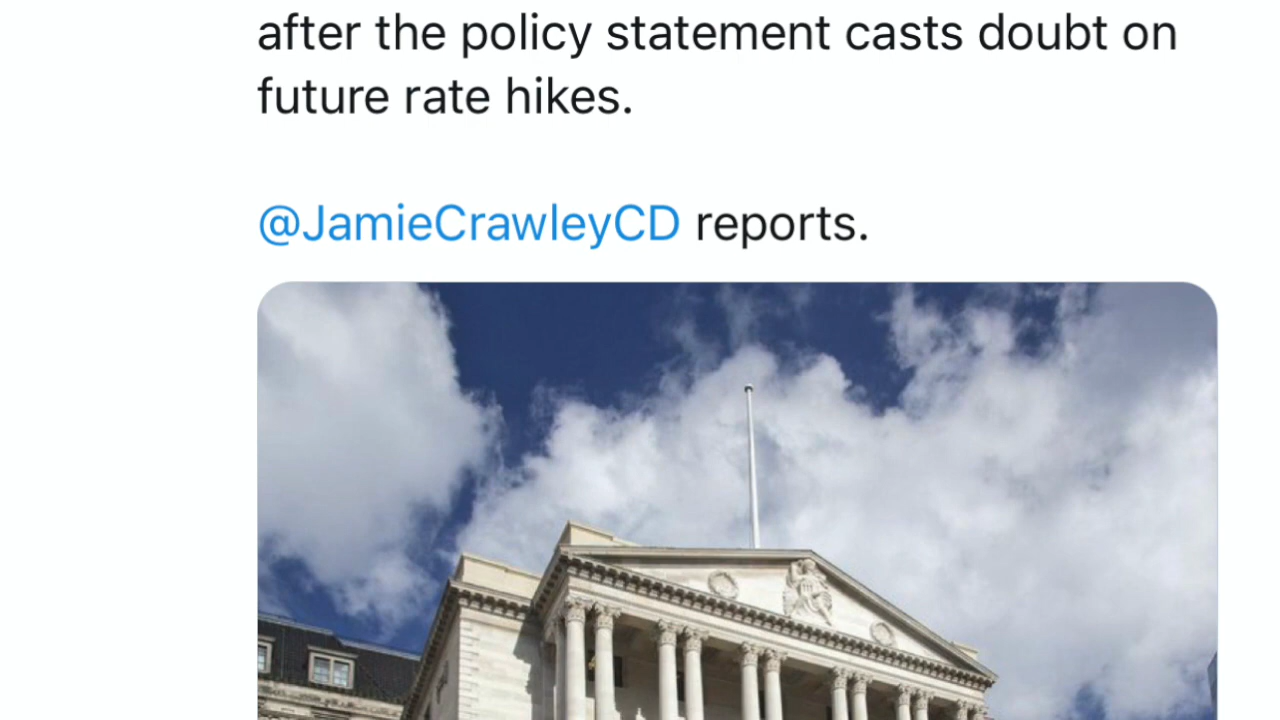 after the policy statement casts doubt on
future rate hikes.
@JamieCrawleyCD reports.